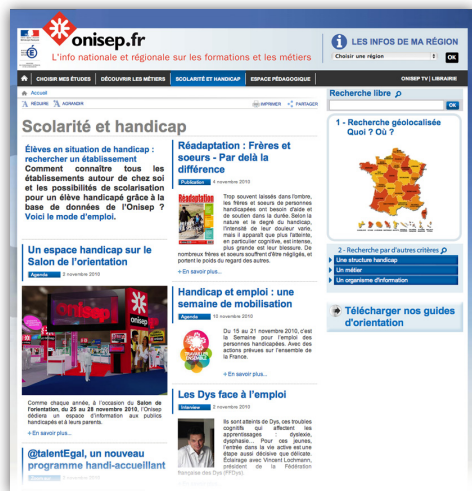 onisep.fr
L'info nationale et régionale sur les formations et les métiers
LES INFOS DE MA RÉGION
Choisir une région
OK
CHOISIR MES ÉTUDES
DÉCOUVRIR LES MÉTIERS
SCOLARITÉ ET HANDICAP
ESPACE PÉDAGOGIQUE
ONISEP TV | LIBRAIRIE
Accueil
RÉDUIRE
AGRANDIR
IMPRIMER
PARTAGER
Scolarité et handicap
Élèves en situation de handicap :
rechercher un établissement
Comment connaître tous les
établissements autour de chez soi
et les possibilités de scolarisation
pour un élève handicapé grâce à la
base de données de l'Onisep ?
Voici le mode d'emploi.
Un espace handicap sur le
Salon de l'orientation
Agenda
2 novembre 2010
onisep
Comme chaque année, à l'occasion du Salon de
l'orientation, du 25 au 28 novembre 2010, l'Onisep
dédiera un espace d'information aux publics
handicapés et à leurs parents.
+ En savoir plus...
@talentEgal, un nouveau
programme handi-accueillant
Réadaptation : Frères et
soeurs - Par delà la
différence
Publication
4 novembre 2010
Réadaptation
Trop souvent laissés dans l'ombre,
les frères et soeurs de personnes
handicapées ont besoin d'aide et
de soutien dans la durée. Selon la
nature et le degré du handicap,
l'intensité de leur douleur varie,
mais il apparaît que plus l'atteinte,
en particulier cognitive, est intense,
plus grande est leur blessure. De
nombreux frères et soeurs souffrent d'être négligés, et
portent le poids du regard des autres.
+ En savoir plus...
Handicap et emploi : une
semaine de mobilisation
Agenda
10 novembre 2010
TRAVAILLER
ENSEMBLE
Du 15 au 21 novembre 2010, c'est
la Semaine pour l'emploi des
personnes handicapées. Avec des
actions prévues sur l'ensemble de
la France.
+ En savoir plus...
Les Dys face à l'emploi
Interview
2 novembre 2010
Ils sont atteints de Dys, ces troubles
cognitifs qui affectent les
apprentissages : dyslexie,
dysphasie... Pour ces jeunes,
l'entrée dans la vie active est une
étape aussi décisive que délicate.
Éclairage avec Vincent Lochmann,
président de la Fédération
française des Dys (FFDys).
Recherche libre
OK
1 - Recherche géolocalisée
Quoi ? Où ?
2 - Recherche par d'autres critères
Une structure handicap
Un métier
Un organisme d'information
Télécharger nos guides
d'orientation